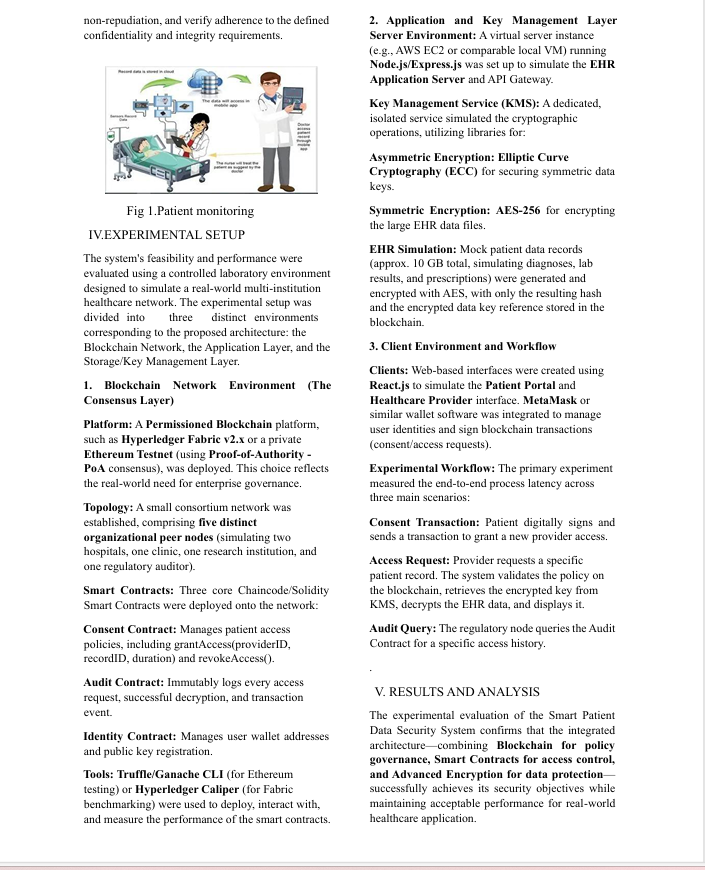 non-repudiation, and verify adherence to the defined
confidentiality and integrity requirements.
Record data is stored in cloud
The data will access in
mobile app
Sensors Record
Data
Doctor
access
patient
record
through
mobile
app
The nurse will treat the
patient as suggest by the
doctor
Fig 1.Patient monitoring
IV.EXPERIMENTAL SETUP
The system's feasibility and performance were
evaluated using a controlled laboratory environment
designed to simulate a real-world multi-institution
healthcare network. The experimental setup was
divided into three distinct environments
corresponding to the proposed architecture: the
Blockchain Network, the Application Layer, and the
Storage/Key Management Layer.
1. Blockchain Network Environment (The
Consensus Layer)
Platform: A Permissioned Blockchain platform,
such as Hyperledger Fabric v2.x or a private
Ethereum Testnet (using Proof-of-Authority -
PoA consensus), was deployed. This choice reflects
the real-world need for enterprise governance.
Topology: A small consortium network was
established, comprising five distinct
organizational peer nodes (simulating two
hospitals, one clinic, one research institution, and
one regulatory auditor).
Smart Contracts: Three core Chaincode/Solidity
Smart Contracts were deployed onto the network:
Consent Contract: Manages patient access
policies, including grantAccess(providerID,
recordID, duration) and revokeAccess().
Audit Contract: Immutably logs every access
request, successful decryption, and transaction
event.
Identity Contract: Manages user wallet addresses
and public key registration.
Tools: Truffle/Ganache CLI (for Ethereum
testing) or Hyperledger Caliper (for Fabric
benchmarking) were used to deploy, interact with,
and measure the performance of the smart contracts.
2. Application and Key Management Layer
Server Environment: A virtual server instance
(e.g., AWS EC2 or comparable local VM) running
Node.js/Express.js was set up to simulate the EHR
Application Server and API Gateway.
Key Management Service (KMS): A dedicated,
isolated service simulated the cryptographic
operations, utilizing libraries for:
Asymmetric Encryption: Elliptic Curve
Cryptography (ECC) for securing symmetric data
keys.
Symmetric Encryption: AES-256 for encrypting
the large EHR data files.
EHR Simulation: Mock patient data records
(approx. 10 GB total, simulating diagnoses, lab
results, and prescriptions) were generated and
encrypted with AES, with only the resulting hash
and the encrypted data key reference stored in the
blockchain.
3. Client Environment and Workflow
Clients: Web-based interfaces were created using
React.js to simulate the Patient Portal and
Healthcare Provider interface. MetaMask or
similar wallet software was integrated to manage
user identities and sign blockchain transactions
(consent/access requests).
Experimental Workflow: The primary experiment
measured the end-to-end process latency across
three main scenarios:
Consent Transaction: Patient digitally signs and
sends a transaction to grant a new provider access.
Access Request: Provider requests a specific
patient record. The system validates the policy on
the blockchain, retrieves the encrypted key from
KMS, decrypts the EHR data, and displays it.
Audit Query: The regulatory node queries the Audit
Contract for a specific access history.
.
V. RESULTS AND ANALYSIS
The experimental evaluation of the Smart Patient
Data Security System confirms that the integrated
architecture—combining Blockchain for policy
governance, Smart Contracts for access control,
and Advanced Encryption for data protection—
successfully achieves its security objectives while
maintaining acceptable performance for real-world
healthcare application.